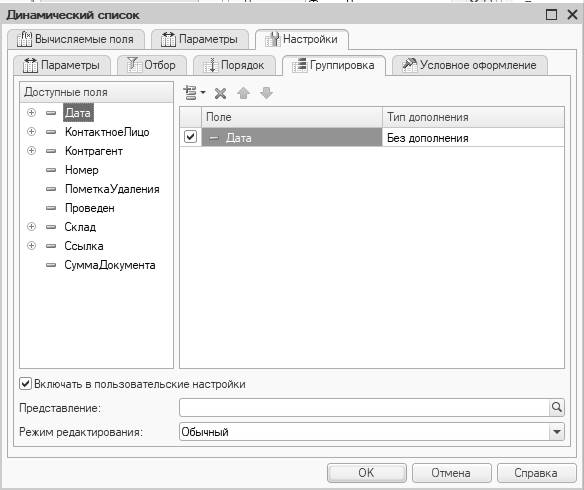 Динамический список
Вычисляемые поля Параметры Настройки
Параметры Отбор Порядок Группировка Условное оформление
Доступные поля
Дата
КонтактноеЛицо
Контрагент
Номер
ПометкаУдаления
Проведен
Склад
Ссылка
СуммаДокумента
Поле Тип дополнения
Дата Без дополнения
Включать в пользовательские настройки
Представление:
Режим редактирования: Обычный
OK Отмена Справка